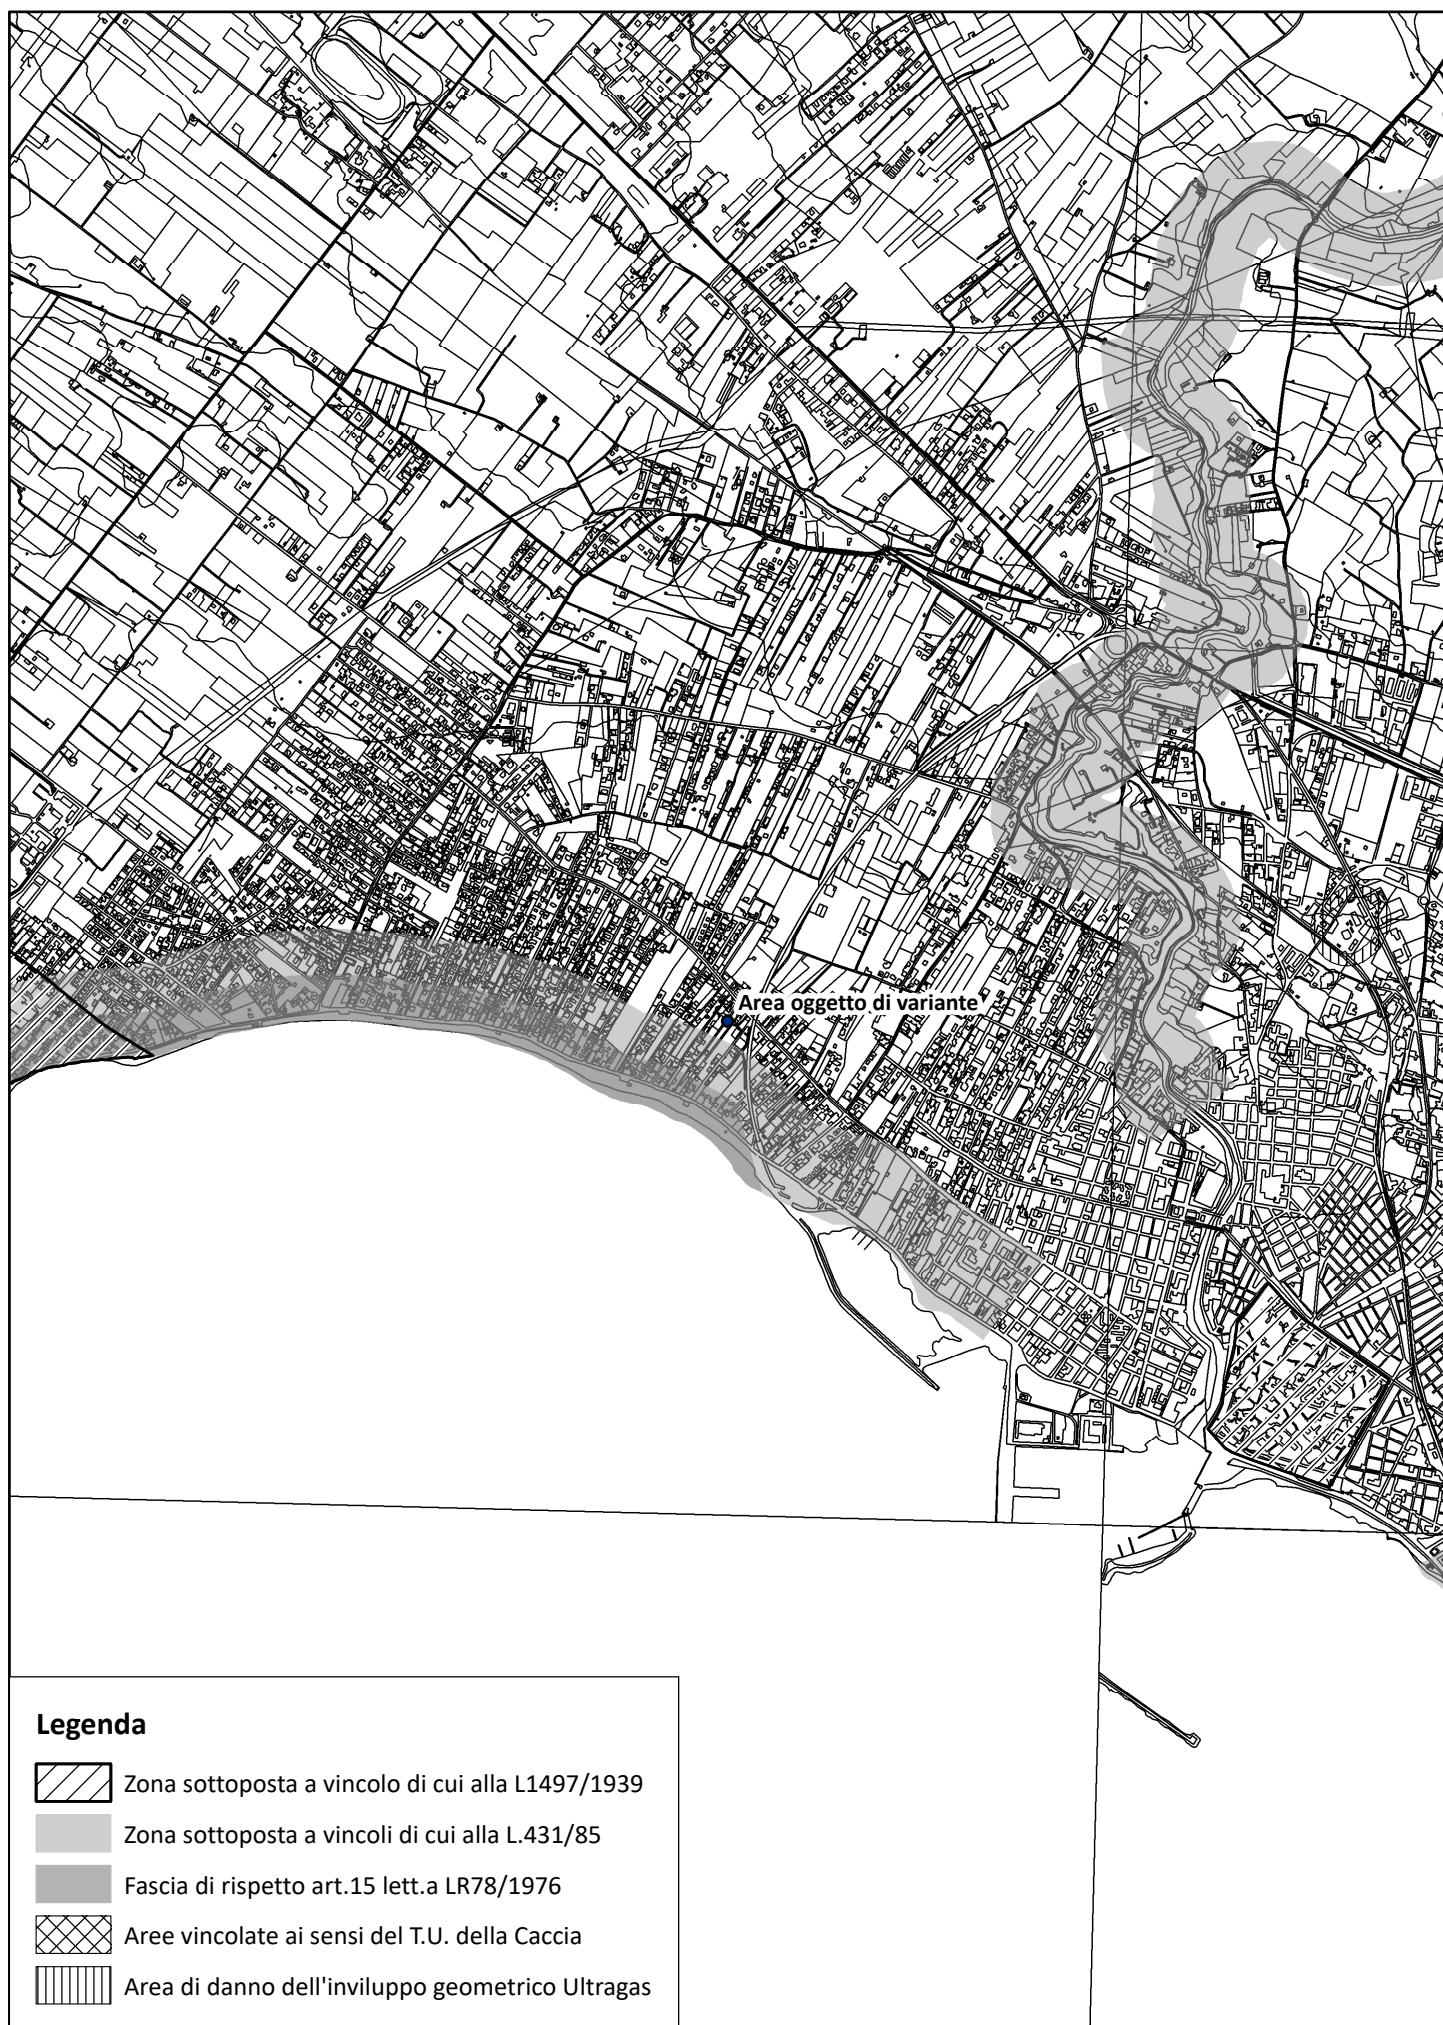 Area oggetto di variante
Legenda
Zona sottoposta a vincolo di cui alla L1497/1939
Zona sottoposta a vincoli di cui alla L.431/85
Fascia di rispetto art.15 lett.a LR78/1976
Aree vincolate ai sensi del T.U. della Caccia
Area di danno dell'inviluppo geometrico Ultragas